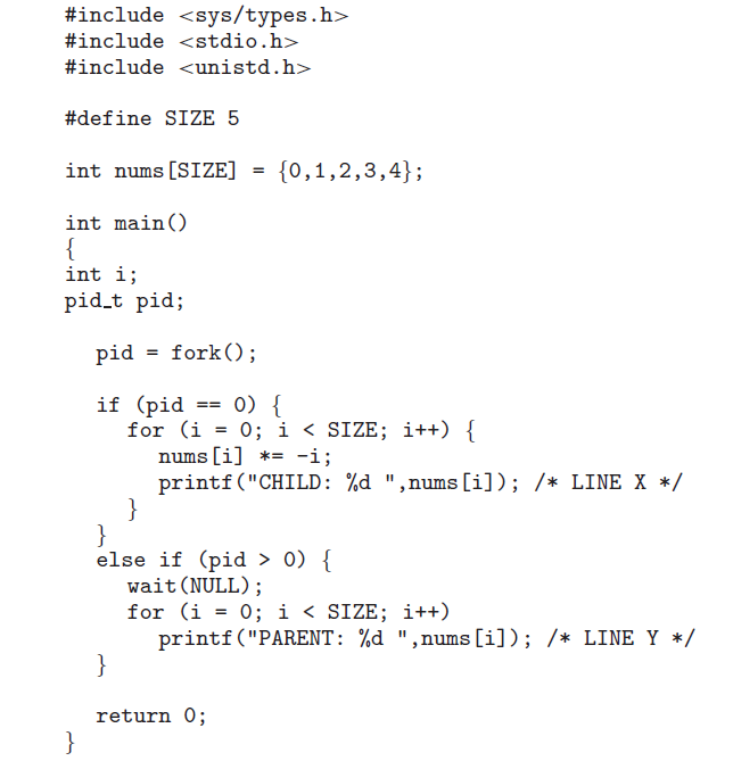 #include <sys/types.h>
#include <stdio.h>
#include <unistd.h>
#define SIZE 5
int nums[SIZE] = {0,1,2,3,4};
int main()
{
int i;
pid_t pid;
pid = fork();
if (pid == 0) {
for (i = 0; i < SIZE; i++) {
nums[i] *= -i;
printf("CHILD: %d ",nums[i]); /* LINE X */
}
}
else if (pid > 0) {
wait(NULL);
for (i = 0; i < SIZE; i++)
printf("PARENT: %d ",nums[i]); /* LINE Y */
}
return 0;
}